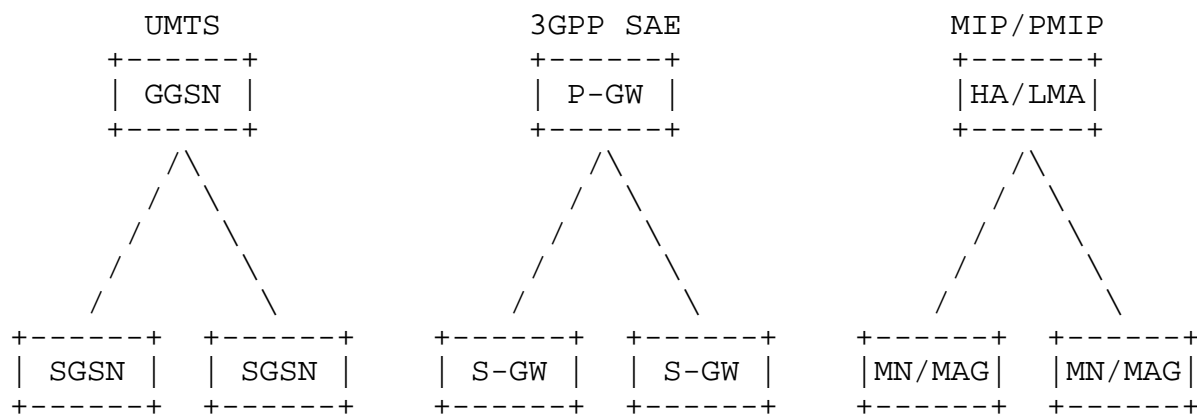 UMTS 3GPP SAE MIP/PMIP
+------+ +------+ +------+
| GGSN | | P-GW | |HA/LMA|
+------+ +------+ +------+
/\ /\ /\
/ \ / \ / \
/ \ / \ / \
/ \ / \ / \
/ \ / \ / \
/ \ / \ / \
+------+ +------+ +------+ +------+ +------+ +------+
| SGSN | | SGSN | | S-GW | | S-GW | |MN/MAG| |MN/MAG|
+------+ +------+ +------+ +------+ +------+ +------+